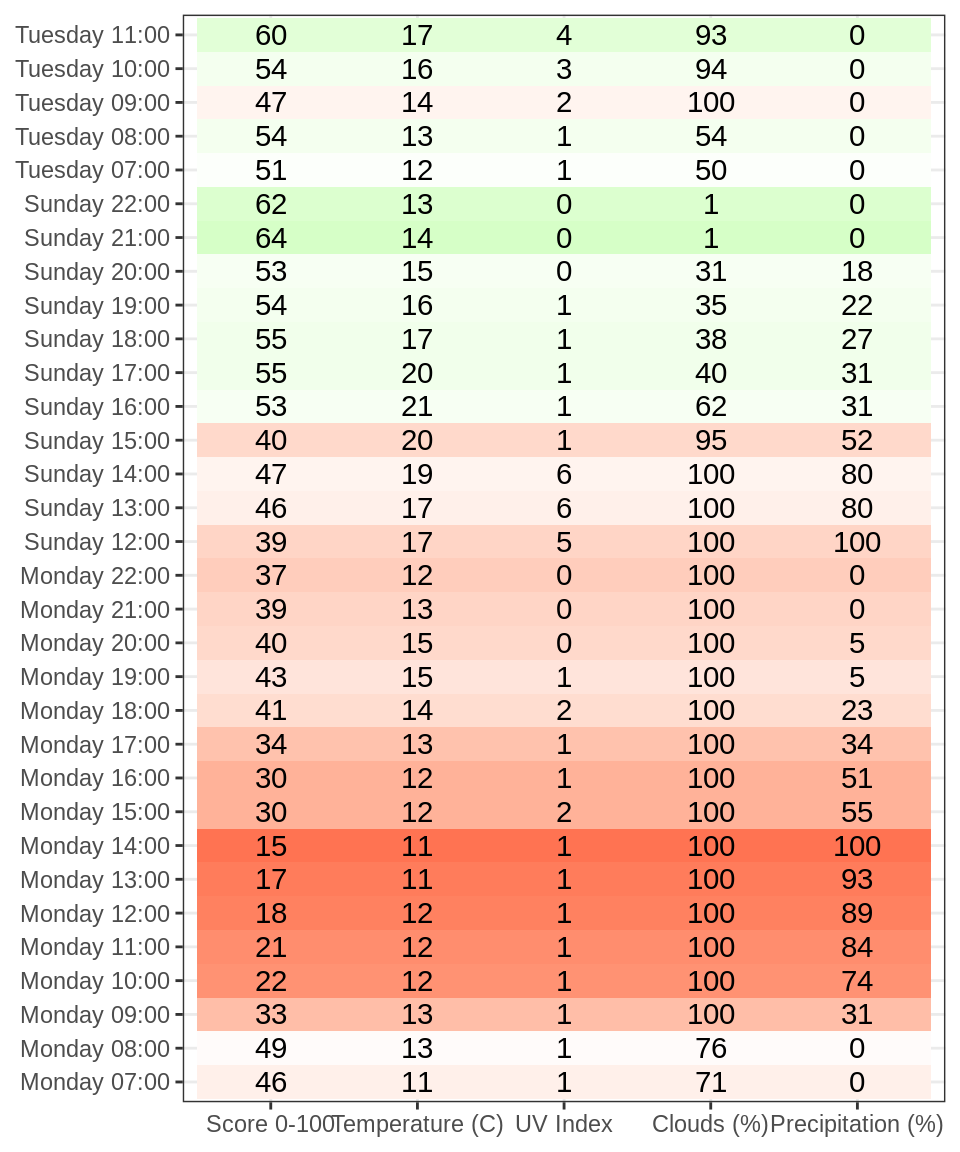 Tuesday 11:00 60 17 4 93 0
Tuesday 10:00 54 16 3 94 0
Tuesday 09:00 47 14 2 100 0
Tuesday 08:00 54 13 1 54 0
Tuesday 07:00 51 12 1 50 0
Sunday 22:00 62 13 0 1 0
Sunday 21:00 64 14 0 1 0
Sunday 20:00 53 15 0 31 18
Sunday 19:00 54 16 1 35 22
Sunday 18:00 55 17 1 38 27
Sunday 17:00 55 20 1 40 31
Sunday 16:00 53 21 1 62 31
Sunday 15:00 40 20 1 95 52
Sunday 14:00 47 19 6 100 80
Sunday 13:00 46 17 6 100 80
Sunday 12:00 39 17 5 100 100
Monday 22:00 37 12 0 100 0
Monday 21:00 39 13 0 100 0
Monday 20:00 40 15 0 100 5
Monday 19:00 43 15 1 100 5
Monday 18:00 41 14 2 100 23
Monday 17:00 34 13 1 100 34
Monday 16:00 30 12 1 100 51
Monday 15:00 30 12 2 100 55
Monday 14:00 15 11 1 100 100
Monday 13:00 17 11 1 100 93
Monday 12:00 18 12 1 100 89
Monday 11:00 21 12 1 100 84
Monday 10:00 22 12 1 100 74
Monday 09:00 33 13 1 100 31
Monday 08:00 49 13 1 76 0
Monday 07:00 46 11 1 71 0
Score 0-100 Temperature (C) UV Index Clouds (%) Precipitation (%)